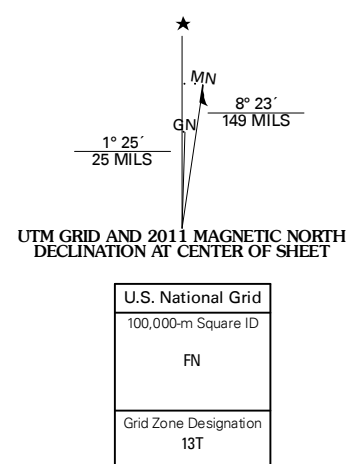 ★
MN
8° 23´
149 MILS
GN
1° 25´
25 MILS
UTM GRID AND 2011 MAGNETIC NORTH
DECLINATION AT CENTER OF SHEET
U.S. National Grid
100,000-m Square ID
FN
Grid Zone Designation
13T